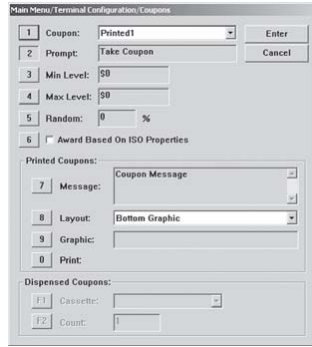 Main Menu/Terminal Configuration/Coupons
1 Coupon: Printed1 Enter
2 Prompt: Take Coupon Cancel
3 Min Level: $0
4 Max Level: $0
5 Random: 0 %
6 Award Based On ISO Properties
Printed Coupons:
7 Message: Coupon Message
8 Layout: Bottom Graphic
9 Graphic:
0 Print:
Dispensed Coupons:
F1 Cassette:
F2 Count: 1